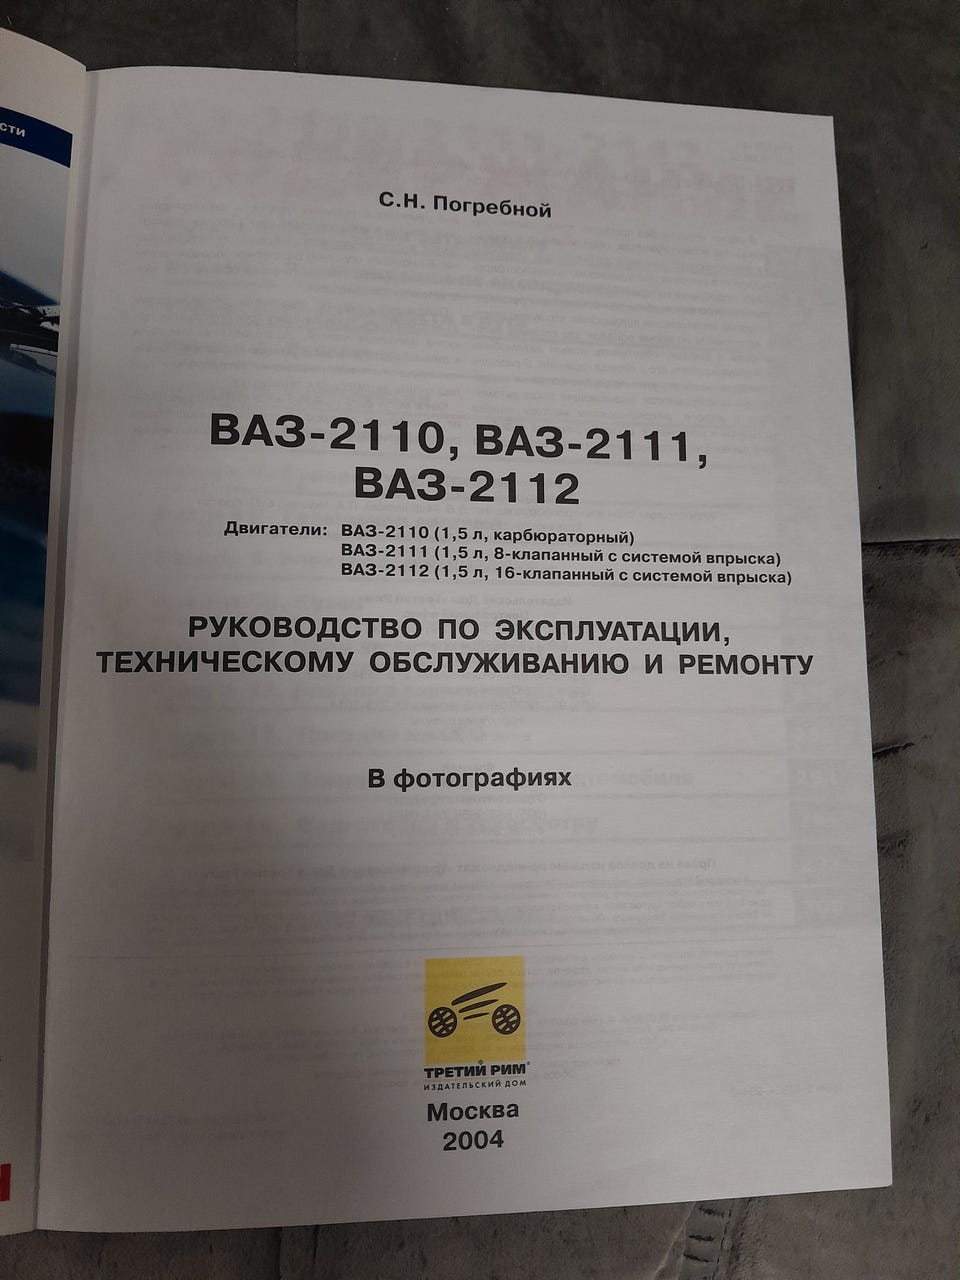 сти
С.Н. Погребной
ВАЗ-2110, ВАЗ-2111,
ВАЗ-2112
Двигатели: ВАЗ-2110 (1,5 л, карбюраторный)
ВАЗ-2111 (1,5 л, 8-клапанный с системой впрыска)
ВАЗ-2112 (1,5 л, 16-клапанный с системой впрыска)
РУКОВОДСТВО ПО ЭКСПЛУАТАЦИИ,
ТЕХНИЧЕСКОМУ ОБСЛУЖИВАНИЮ И РЕМОНТУ
В фотографиях
ТРЕТИЙ РИМ®
ИЗДАТЕЛЬСКИЙ ДОМ
Москва
2004